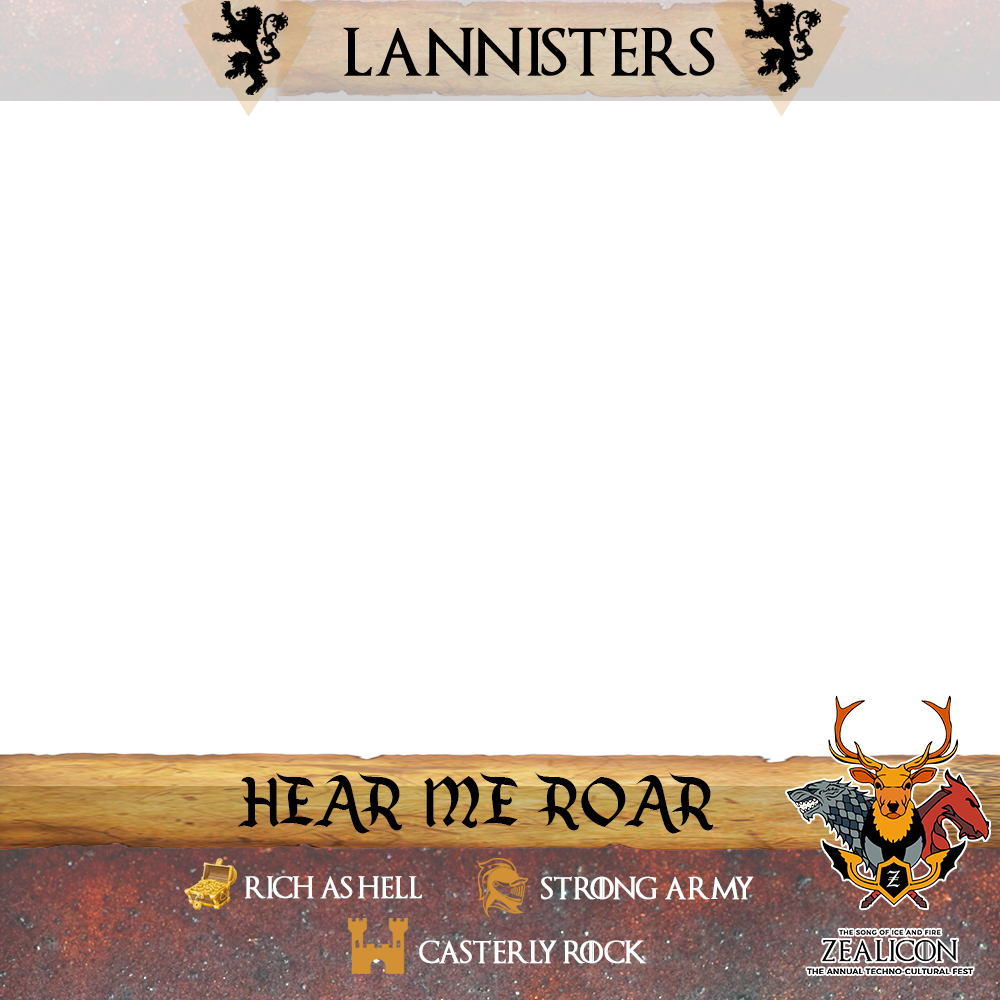 LANNISTERS
HEAR ME ROAR
RICH AS HELL
STRONG ARMY
CASTERLY ROCK
Z
THE SONG OF ICE AND FIRE
ZEALICON
THE ANNUAL TECHNO-CULTURAL FEST